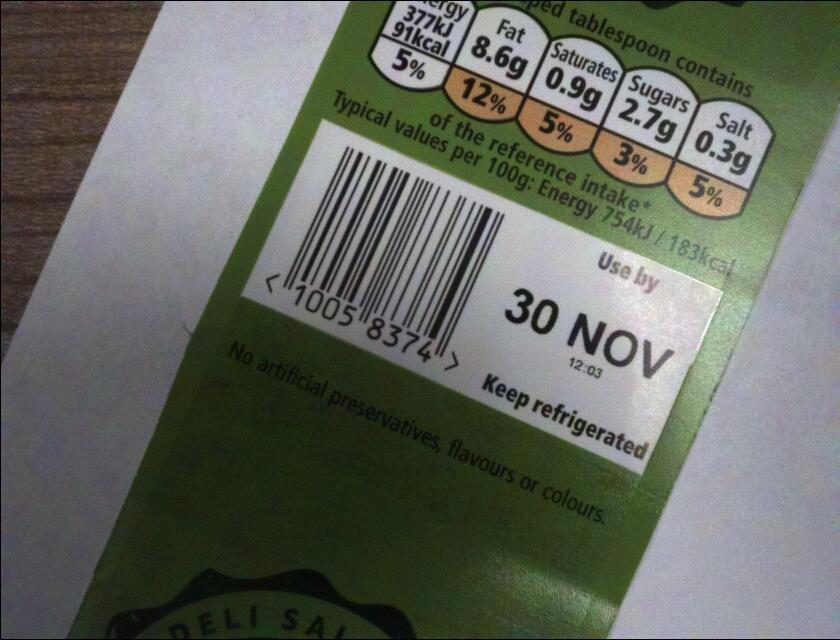 ped tablespoon contains
377kJ
91kcal
5%
Fat
8.6g
12%
Saturates
0.9g
5%
Sugars
2.7g
3%
Salt
0.3g
5%
of the reference intake*
Typical values per 100g: Energy 754kJ / 183kcal
Use by
30 NOV
12:03
Keep refrigerated
< 1005 8374 >
No artificial preservatives, flavours or colours.
DELI SAL